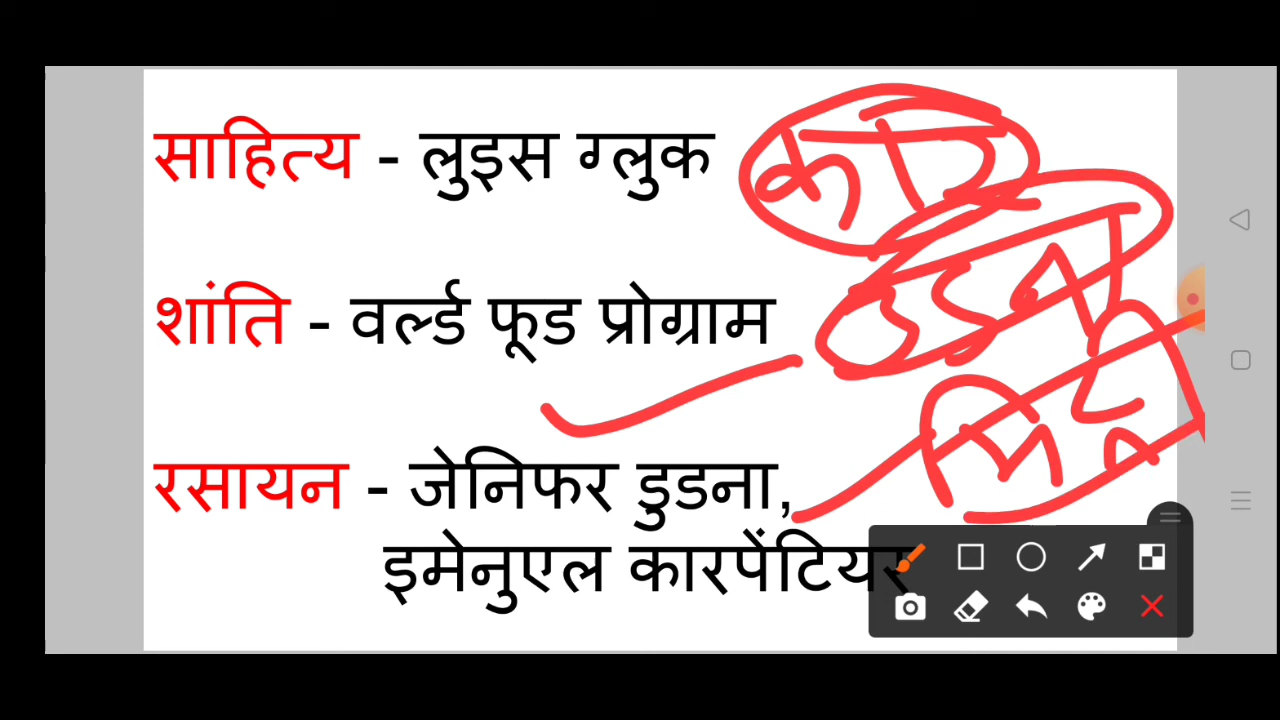 साहित्य - लुइस ग्लुक
शांति - वर्ल्ड फूड प्रोग्राम
रसायन - जेनिफर डुडना,
इमेनुएल कारपेंटियर